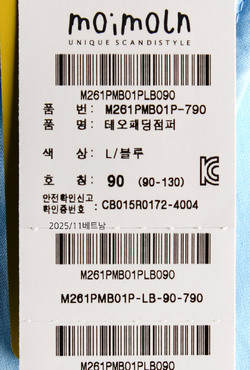 moimoln
UNIQUE SCANDISTYLE
M261PMB01PLB090
품 번: M261PMB01P-790
품 명: 테오패딩점퍼
색 상: L/블루
호 칭: 90 (90-130)
안전확인신고
확인증번호 :CB015R0172-4004
2025/11베트남
M261PMB01PLB090
M261PMB01P-LB-90-790
M261PMB01PLB090